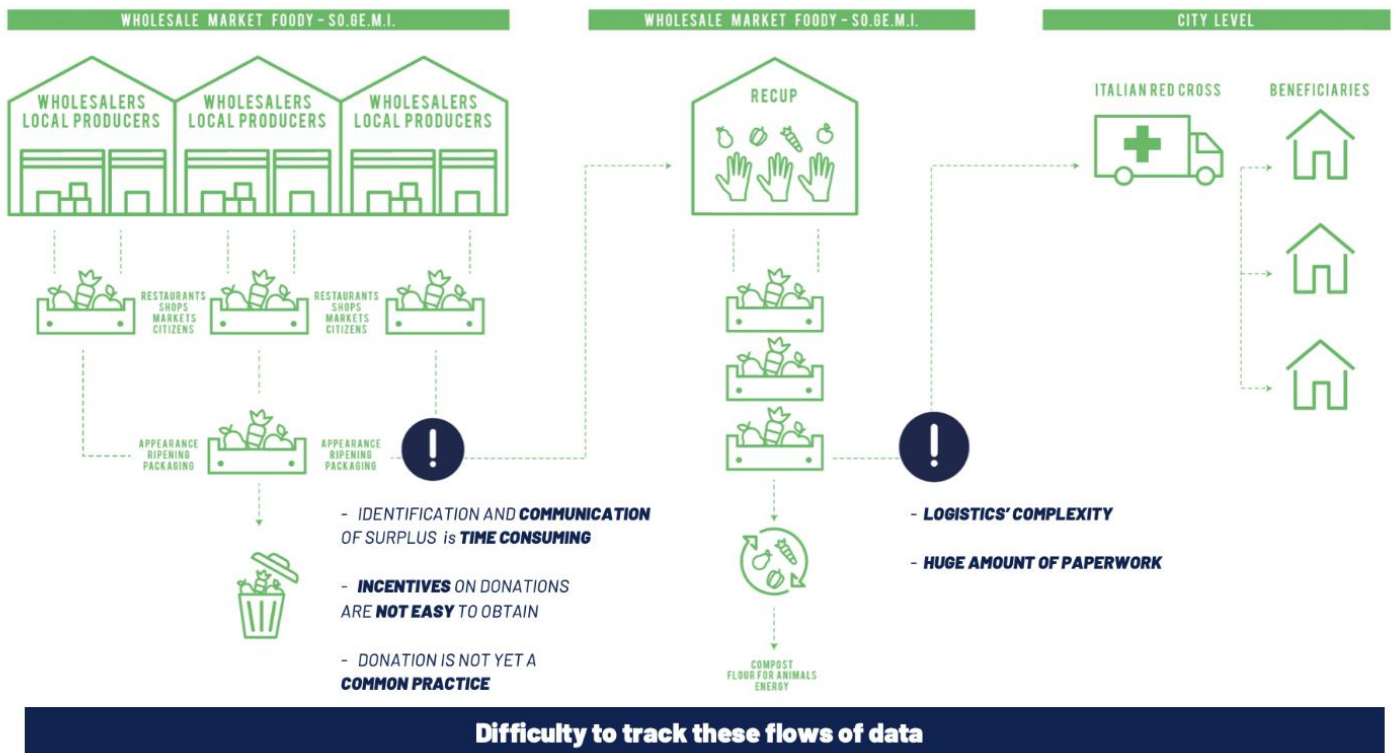 WHOLESALE MARKET FOODY - SO.GE.M.I.
WHOLESALERS
LOCAL PRODUCERS
WHOLESALERS
LOCAL PRODUCERS
WHOLESALERS
LOCAL PRODUCERS
RESTAURANTS
SHOPS
MARKETS
CITIZENS
RESTAURANTS
SHOPS
MARKETS
CITIZENS
APPEARANCE
RIPENING
PACKAGING
APPEARANCE
RIPENING
PACKAGING
!
- IDENTIFICATION AND COMMUNICATION
OF SURPLUS is TIME CONSUMING
- INCENTIVES ON DONATIONS
ARE NOT EASY TO OBTAIN
- DONATION IS NOT YET A
COMMON PRACTICE
WHOLESALE MARKET FOODY - SO.GE.M.I.
RECUP
!
- LOGISTICS' COMPLEXITY
- HUGE AMOUNT OF PAPERWORK
COMPOST
FLOUR FOR ANIMALS
ENERGY
CITY LEVEL
ITALIAN RED CROSS
BENEFICIARIES
Difficulty to track these flows of data